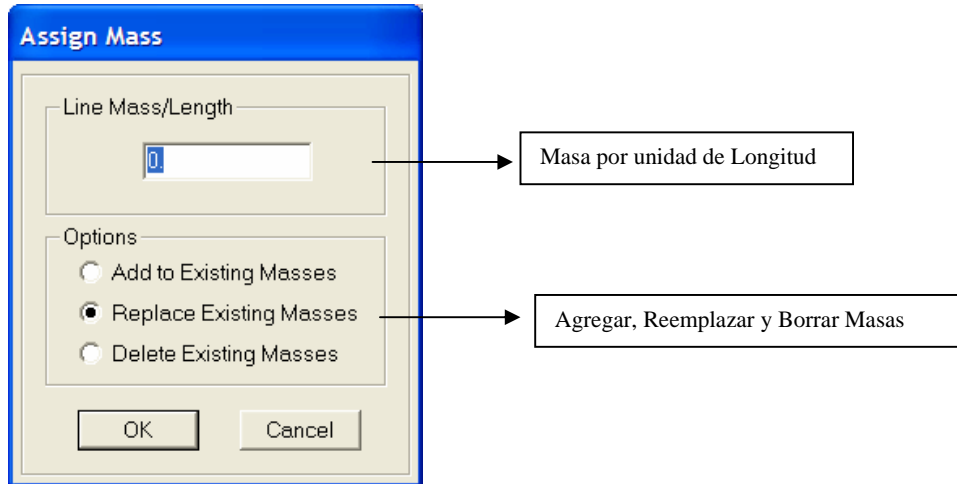 Assign Mass
Line Mass/Length
0.
Masa por unidad de Longitud
Options
Add to Existing Masses
Replace Existing Masses
Agregar, Reemplazar y Borrar Masas
Delete Existing Masses
OK
Cancel